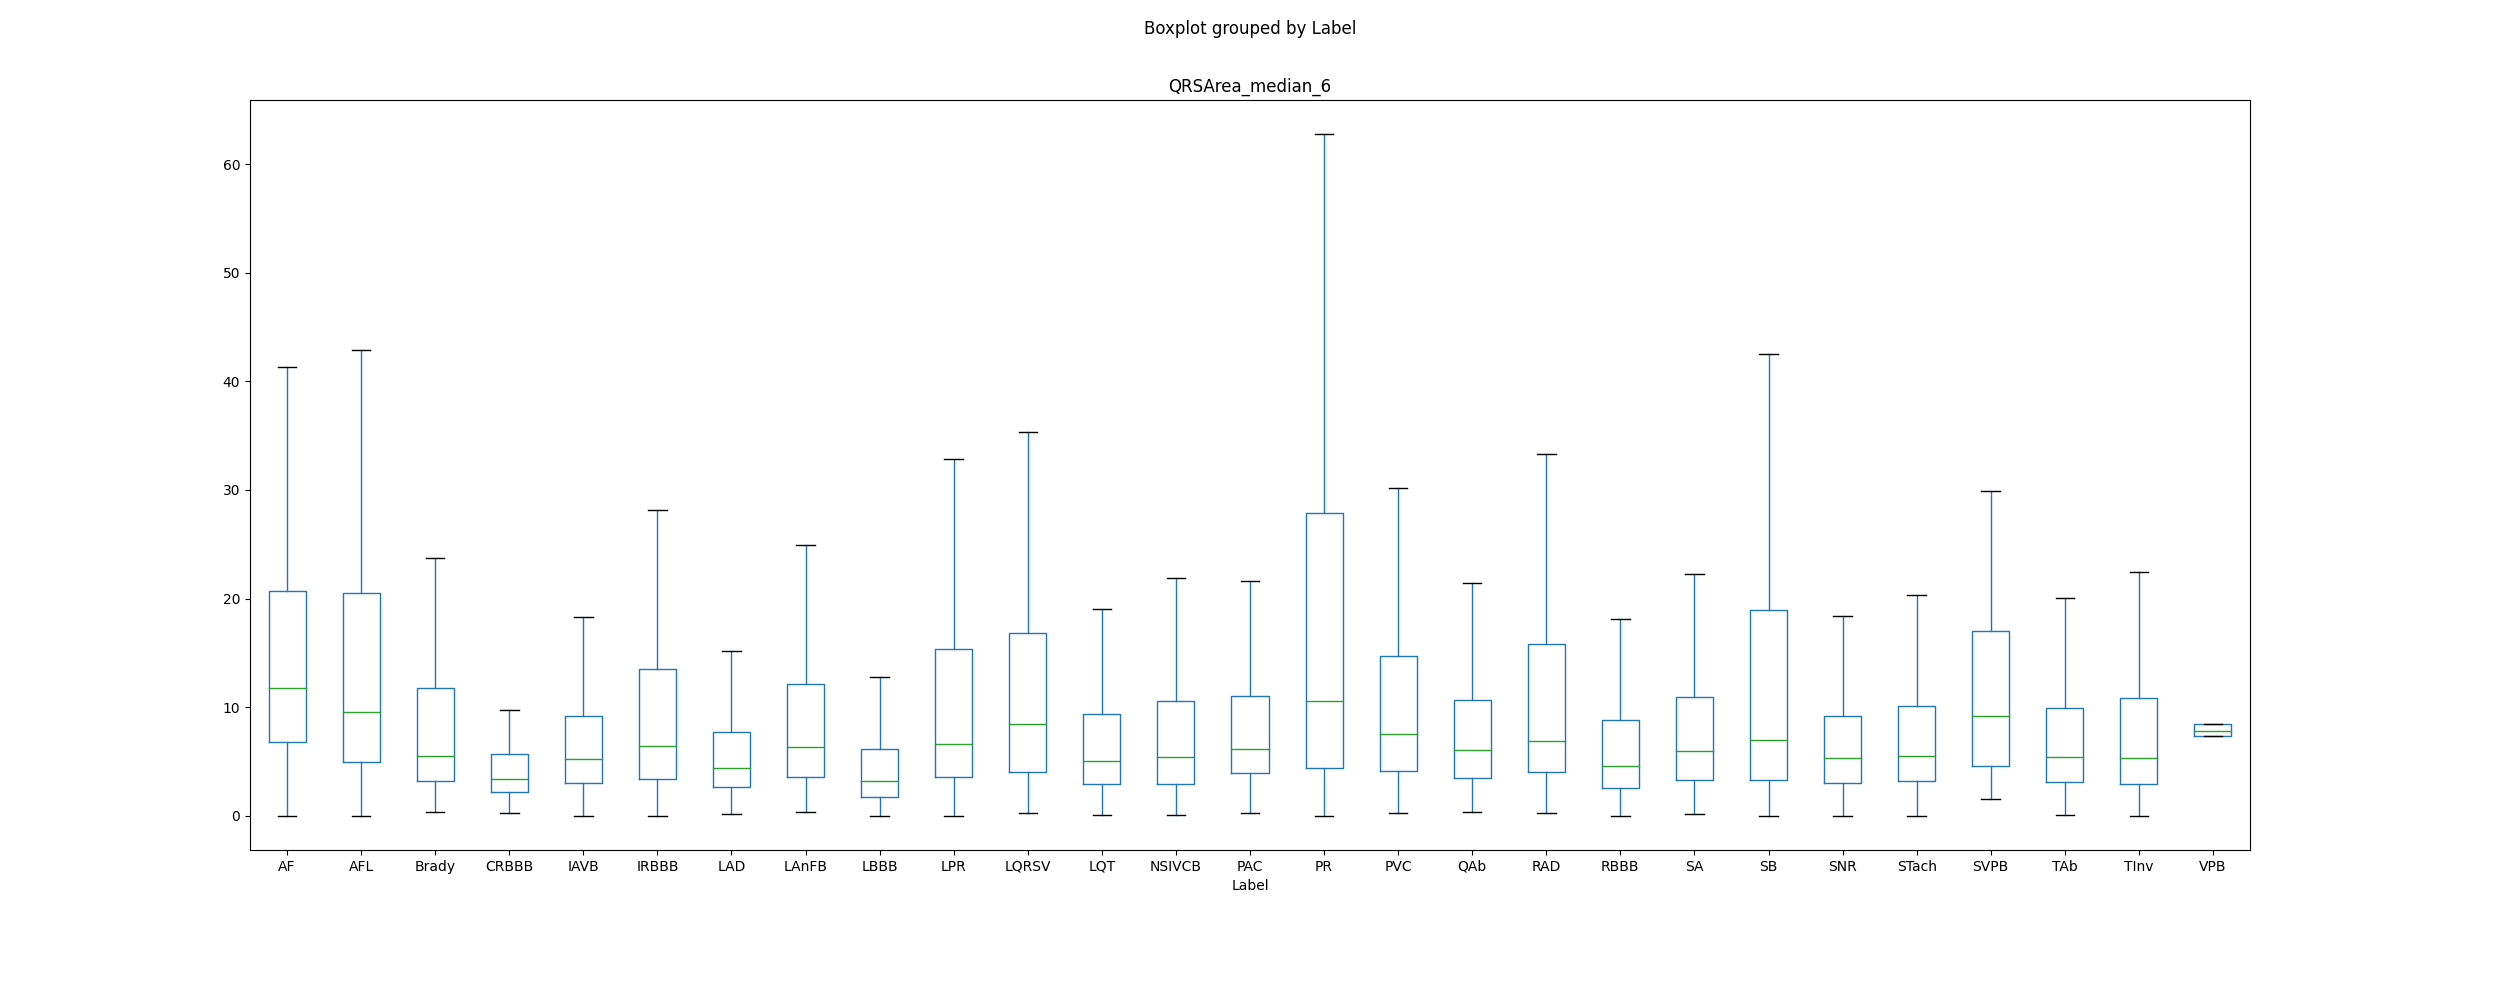 Boxplot grouped by Label
QRSArea_median_6
60
50
40
30
20
10
0
AF AFL Brady CRBBB IAVB IRBBB LAD LAnFB LBBB LPR LQRSV LQT NSIVCB PAC PR PVC QAb RAD RBBB SA SB SNR STach SVPB TAb TInv VPB
Label